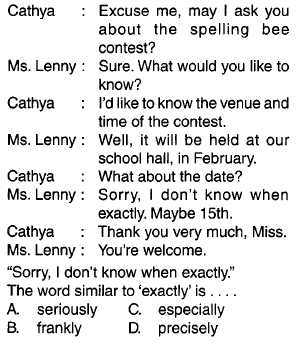 Cathya : Excuse me, may I ask you
about the spelling bee
contest?
Ms. Lenny : Sure. What would you like to
know?
Cathya : I'd like to know the venue and
time of the contest.
Ms. Lenny : Well, it will be held at our
school hall, in February.
Cathya : What about the date?
Ms. Lenny : Sorry, I don't know when
exactly. Maybe 15th.
Cathya : Thank you very much, Miss.
Ms. Lenny : You're welcome.
“Sorry, I don't know when exactly.”
The word similar to ‘exactly’ is . . . .
A. seriously C. especially
B. frankly D. precisely